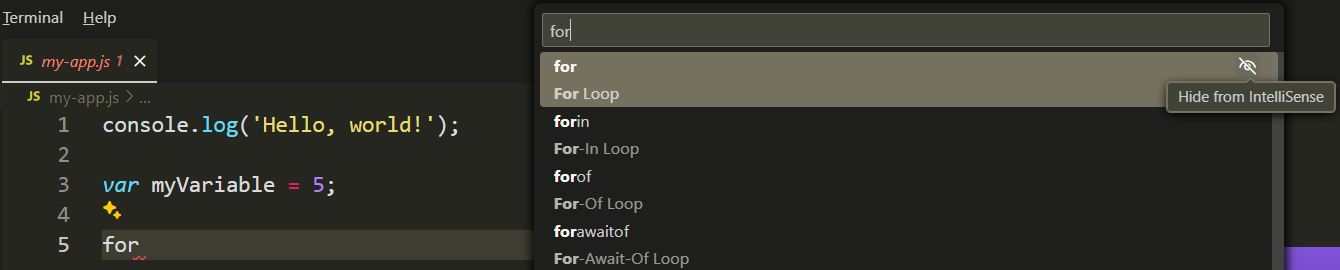 Terminal Help
for
JS my-app.js 1
for
For Loop
Hide from IntelliSense
JS my-app.js > ...
1 console.log('Hello, world!');
forin
For-In Loop
2
3 var myVariable = 5;
forof
For-Of Loop
4
5 for
forawaitof
For-Await-Of Loop